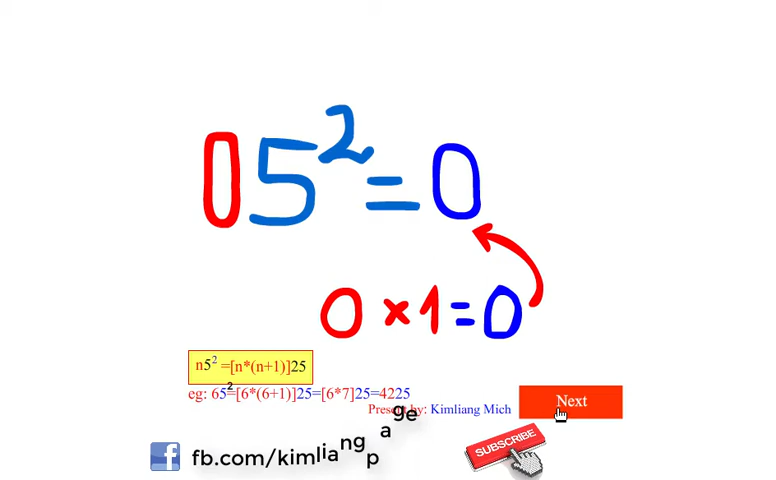 05²=0
0×1=0
n5²=[n*(n+1)]25
eg: 65²=[6*(6+1)]25=[6*7]25=4225
Present by: Kimliang Mich
Next
fb.com/kimliangpage
SUBSCRIBE